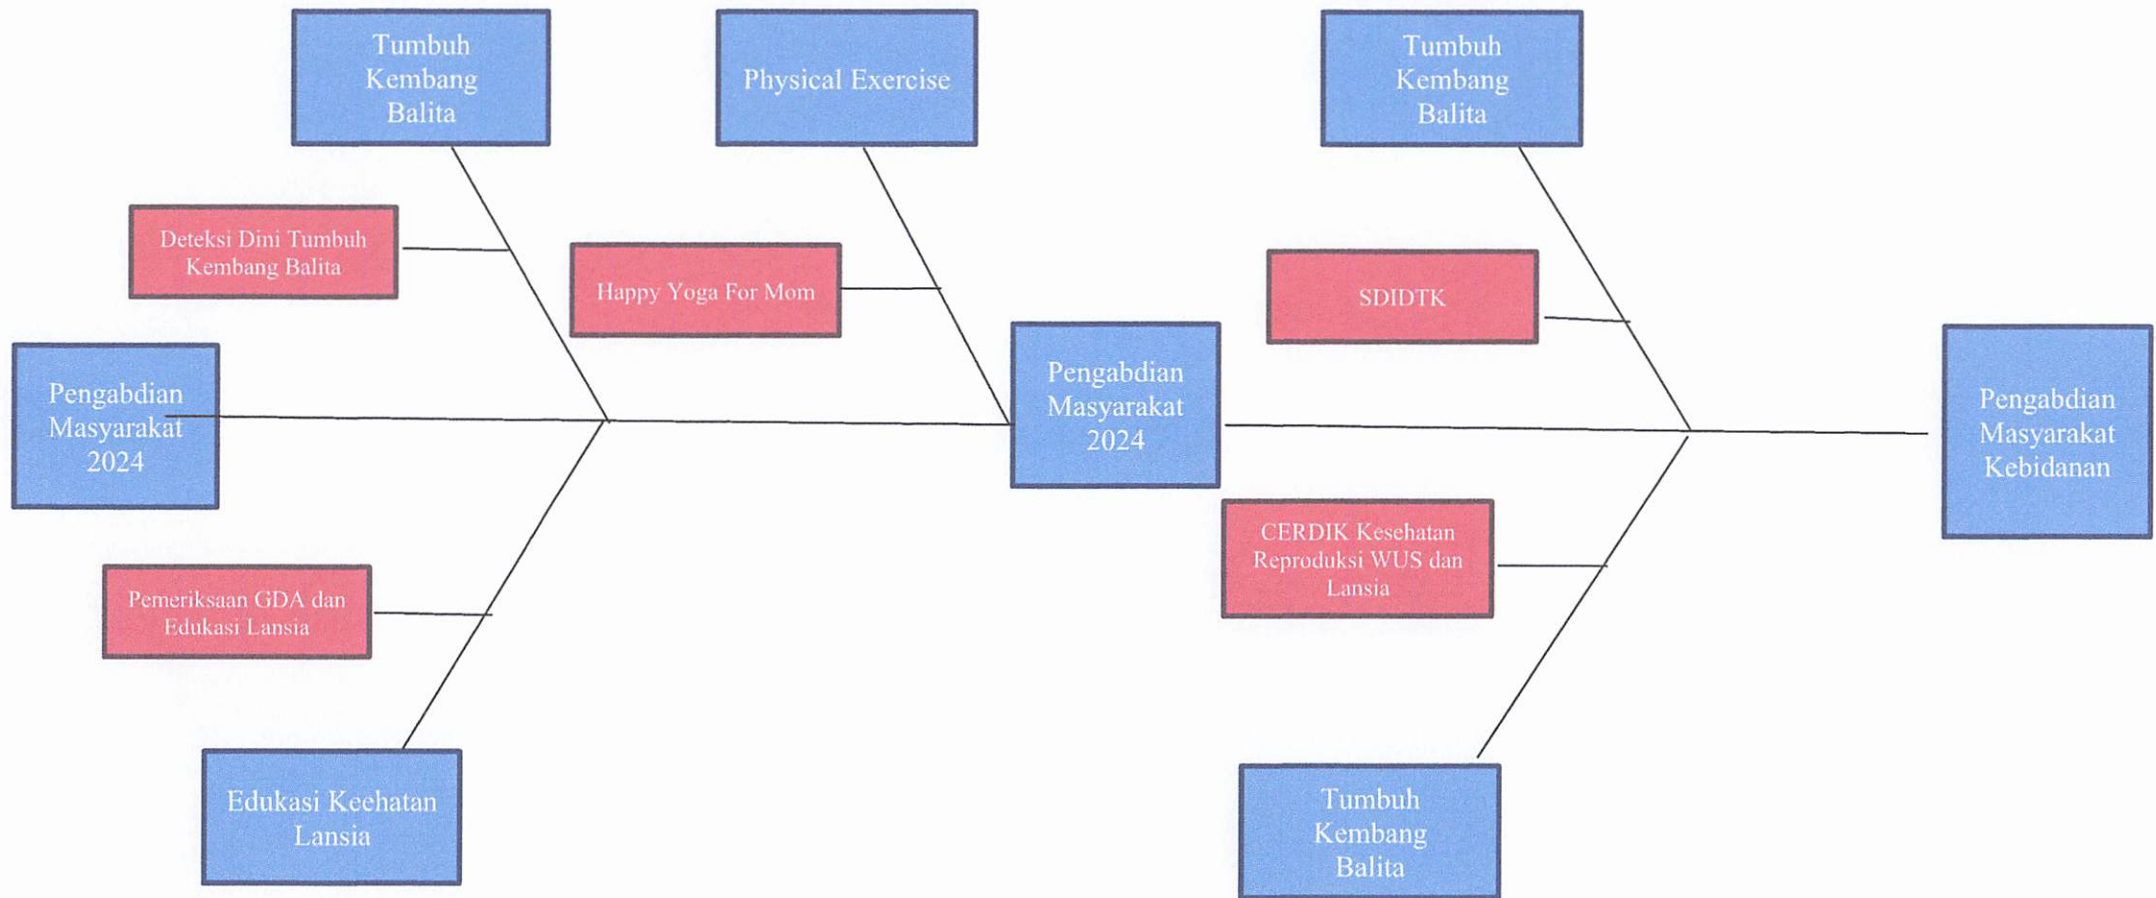 Tumbuh
Kembang
Balita
Physical Exercise
Tumbuh
Kembang
Balita
Deteksi Dini Tumbuh
Kembang Balita
Happy Yoga For Mom
SDIDTK
Pengabdian
Masyarakat
2024
Pengabdian
Masyarakat
2024
Pengabdian
Masyarakat
Kebidanan
Pemeriksaan GDA dan
Edukasi Lansia
CERDIK Kesehatan
Reproduksi WUS dan
Lansia
Edukasi Keehatan
Lansia
Tumbuh
Kembang
Balita